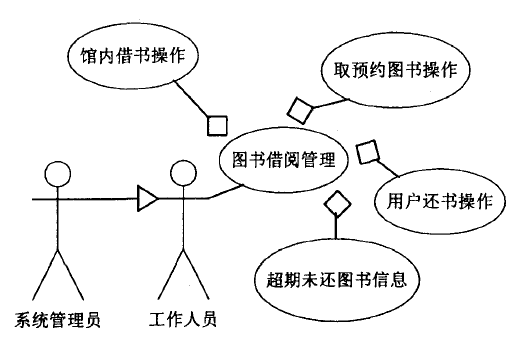 馆内借书操作
取预约图书操作
图书借阅管理
用户还书操作
超期未还图书信息
系统管理员
工作人员